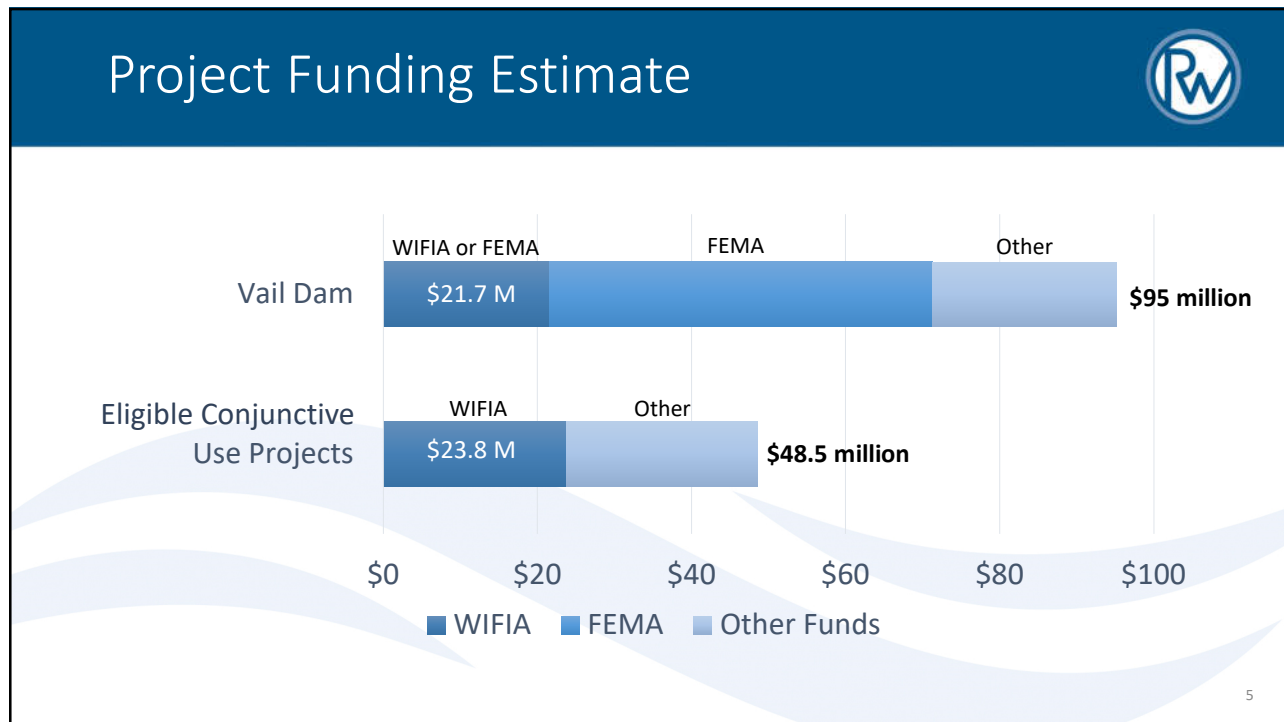 Project Funding Estimate
RW
WIFIA or FEMA
FEMA
Other
Vail Dam
$21.7 M
$95 million
WIFIA
Other
Eligible Conjunctive
Use Projects
$23.8 M
$48.5 million
$0
$20
$40
$60
$80
$100
WIFIA
FEMA
Other Funds
5